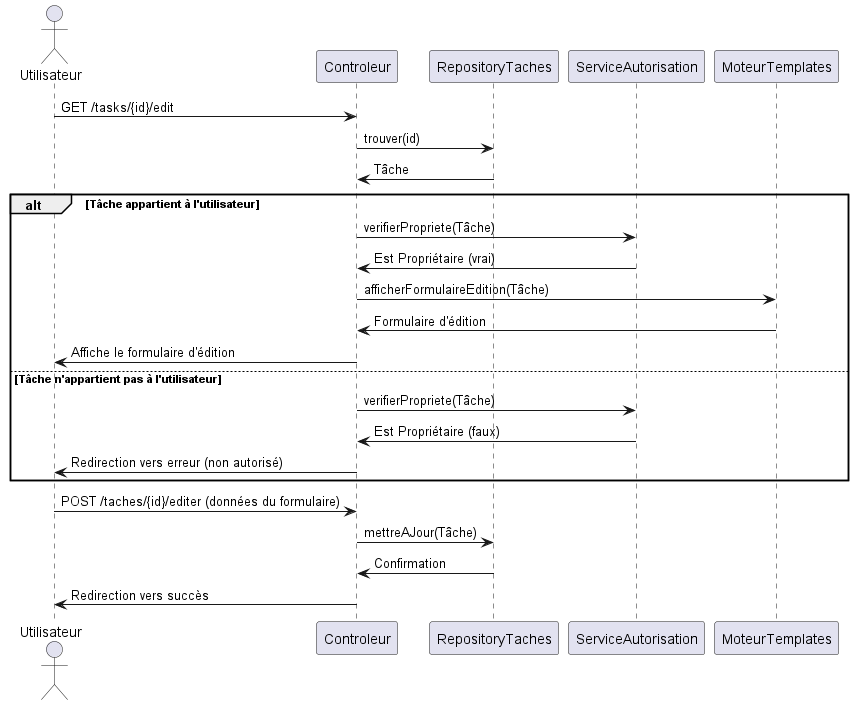 Utilisateur
Controleur
RepositoryTaches
ServiceAutorisation
MoteurTemplates
GET /tasks/{id}/edit
trouver(id)
Tâche
alt
[Tâche appartient à l'utilisateur]
verifierPropriete(Tâche)
Est Propriétaire (vrai)
afficherFormulaireEdition(Tâche)
Formulaire d'édition
Affiche le formulaire d'édition
[Tâche n'appartient pas à l'utilisateur]
verifierPropriete(Tâche)
Est Propriétaire (faux)
Redirection vers erreur (non autorisé)
POST /taches/{id}/editer (données du formulaire)
mettreAJour(Tâche)
Confirmation
Redirection vers succès
Utilisateur
Controleur
RepositoryTaches
ServiceAutorisation
MoteurTemplates